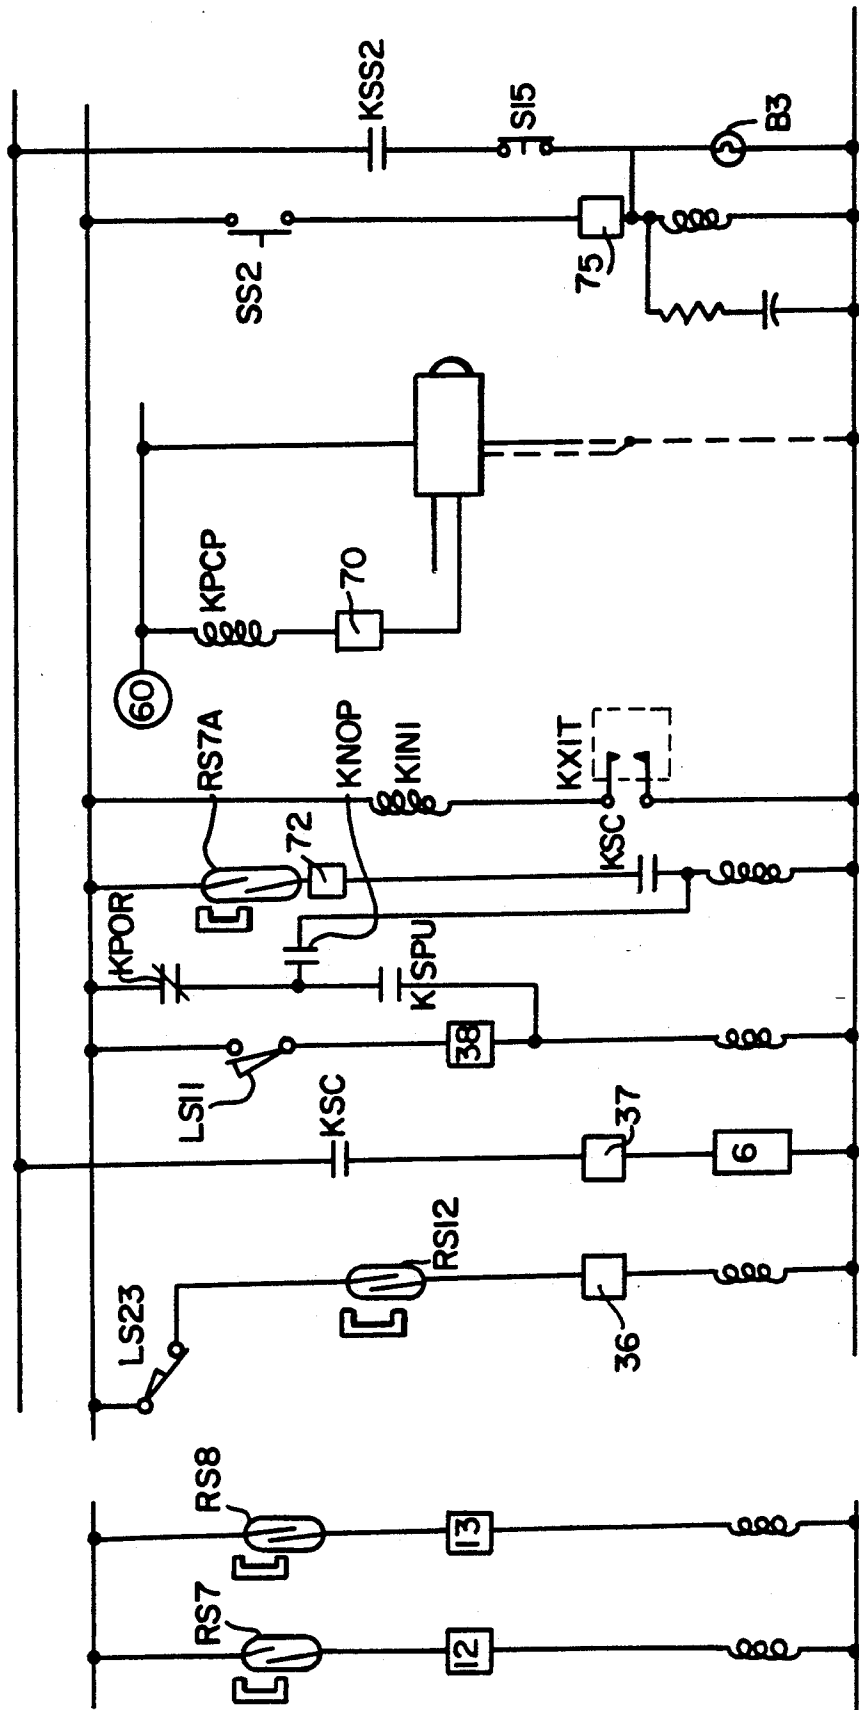 KSS2
S15
B3
SS2
75
KPCP
70
60
RS7A
KNOP
KINI
KXIT
72
KSC
KPOR
KSPU
LS11
38
KSC
37
6
RS12
LS23
36
RS8
13
RS7
12